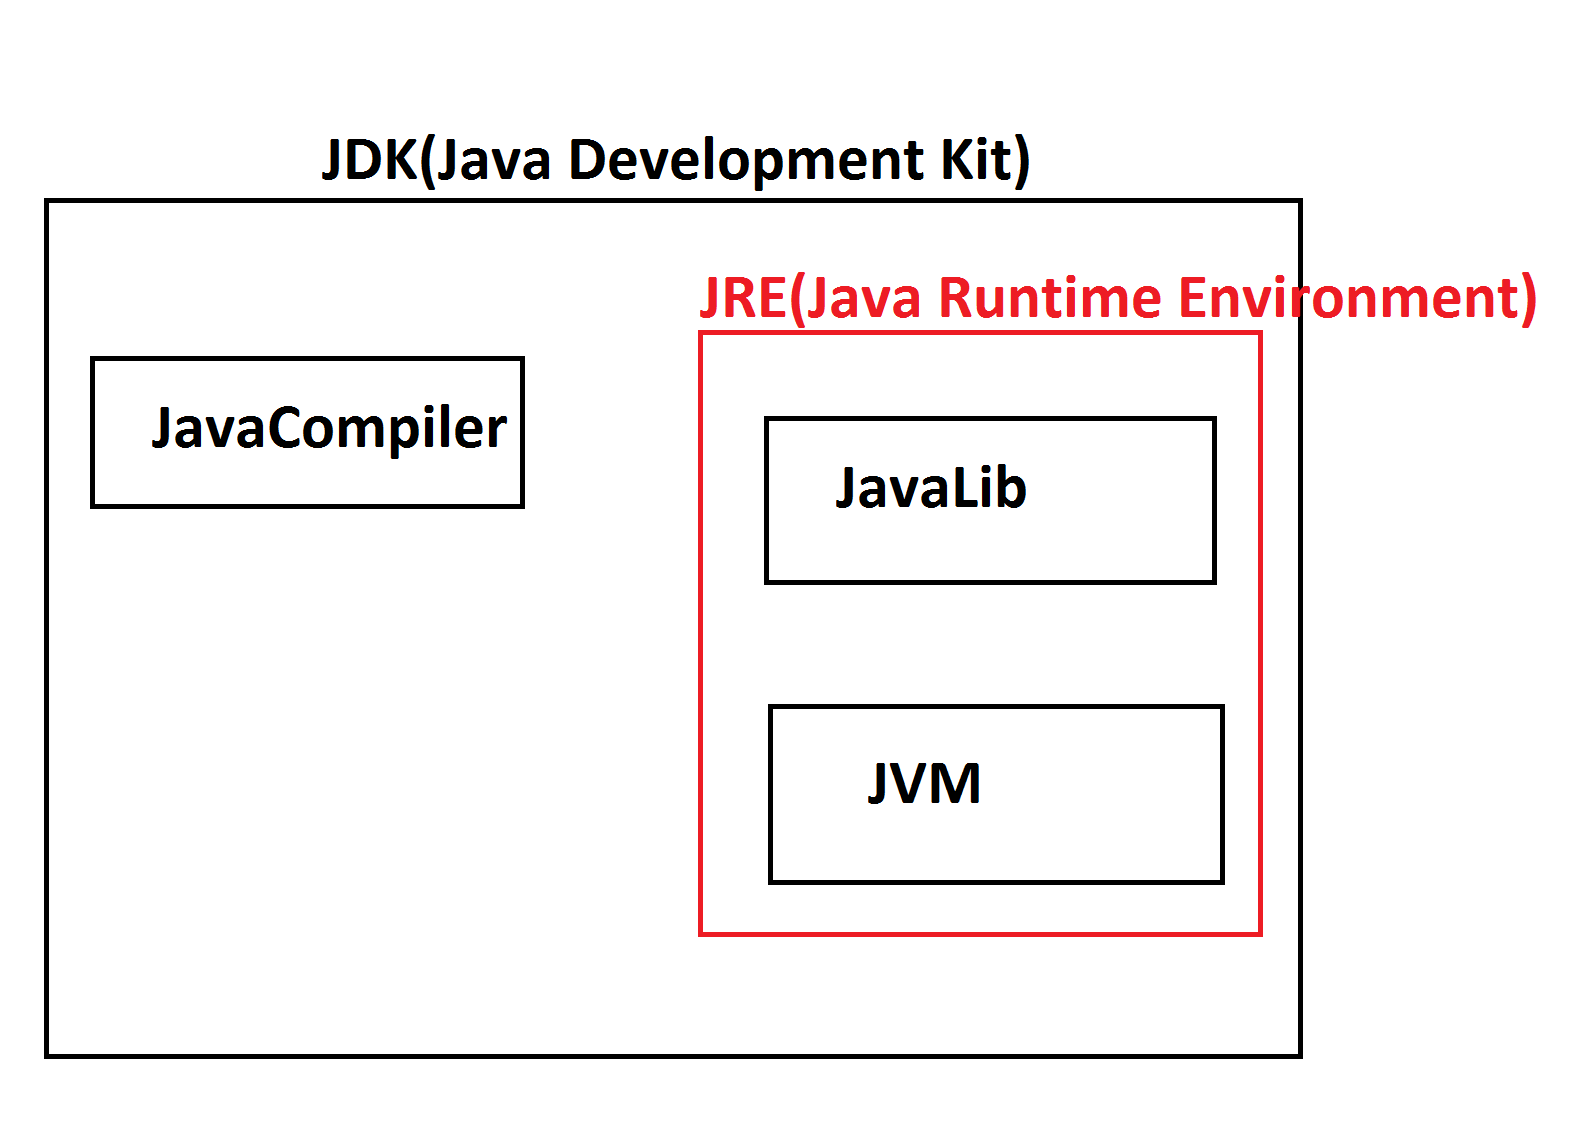 JDK(Java Development Kit)
JRE(Java Runtime Environment)
JavaCompiler
JavaLib
JVM